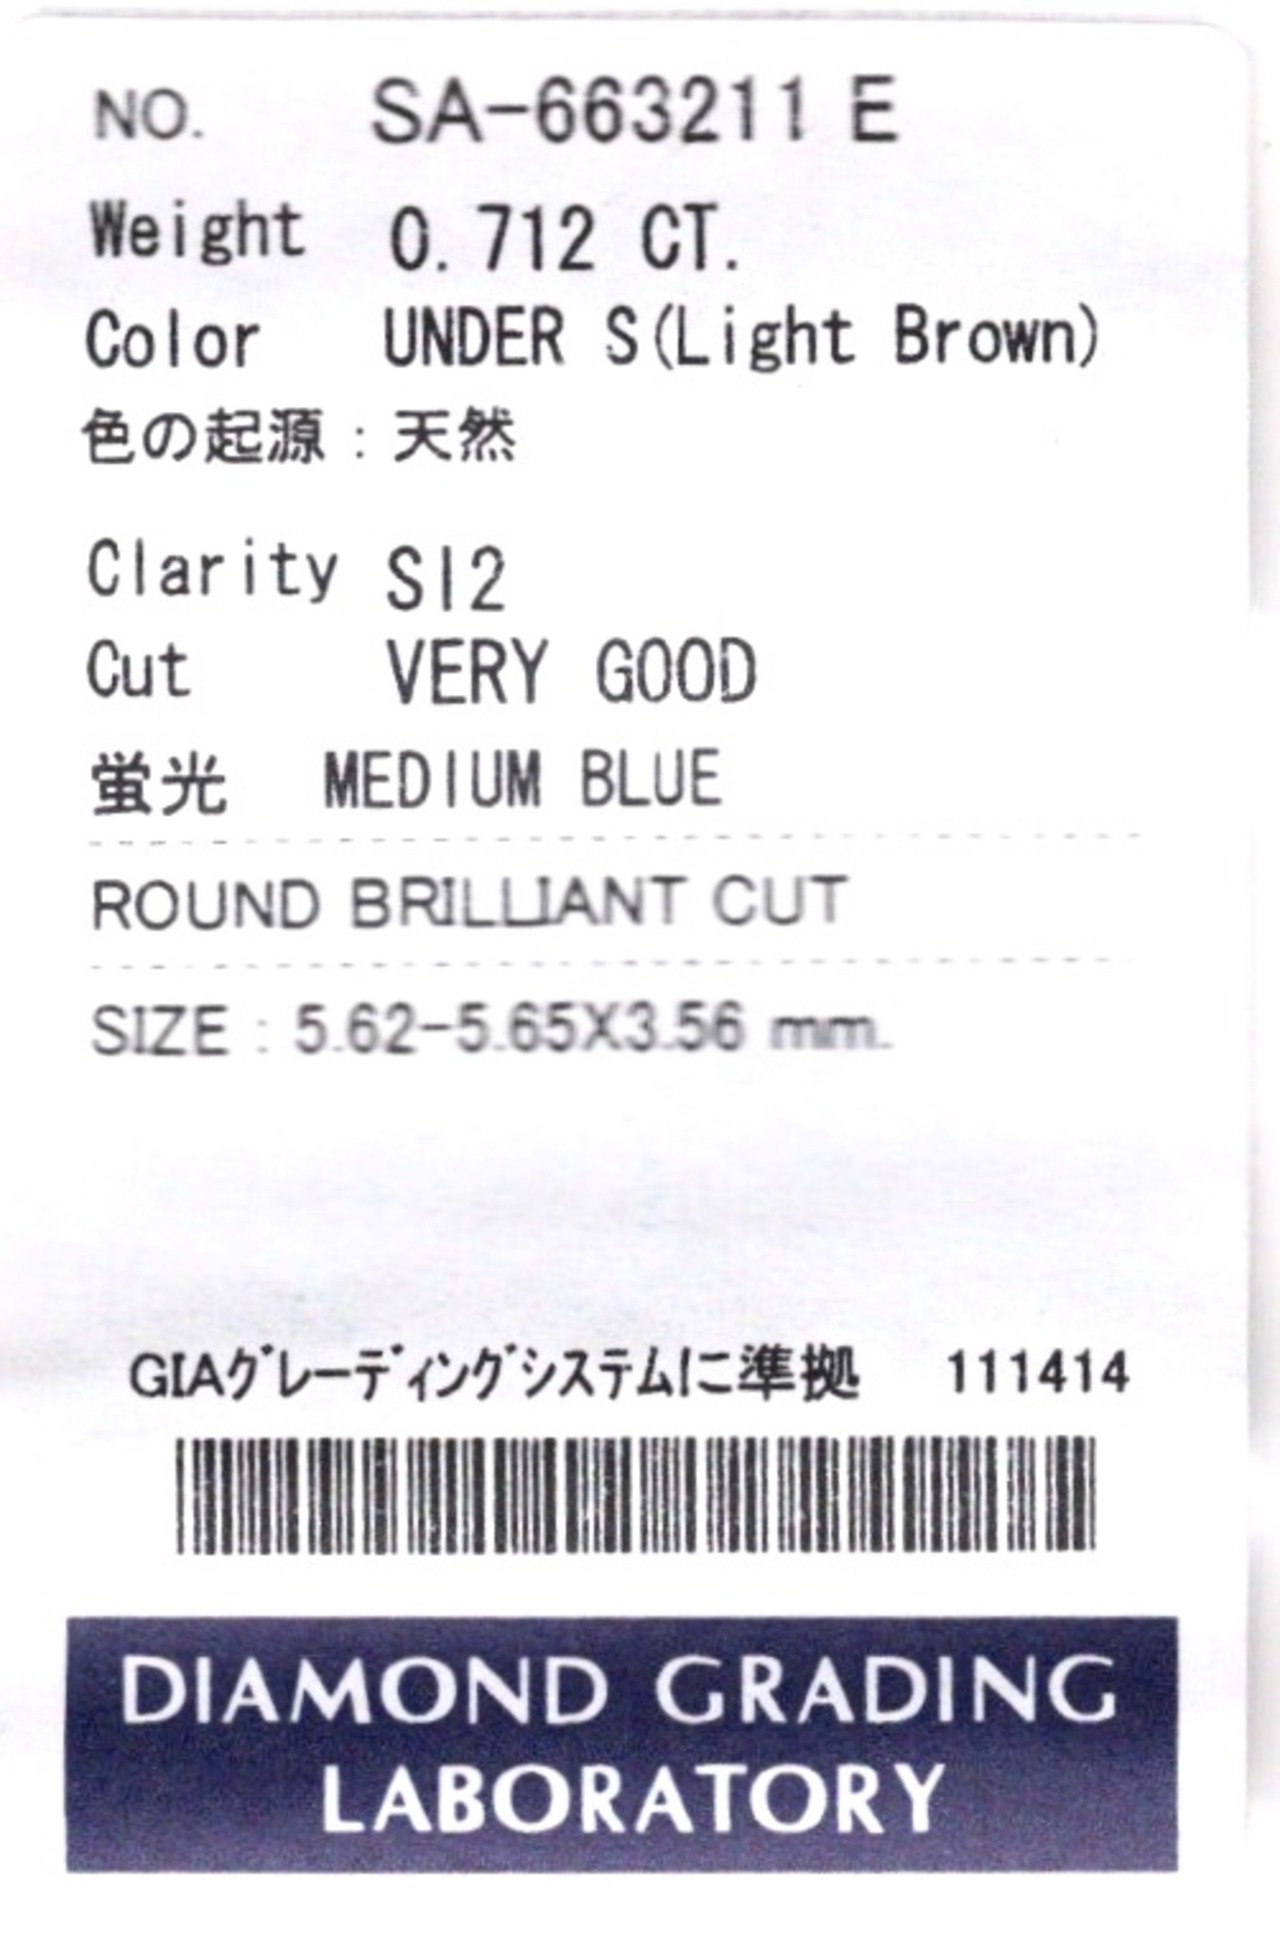 NO. SA-663211 E
Weight 0.712 CT.
Color UNDER S(Light Brown)
色の起源：天然
Clarity SI2
Cut VERY GOOD
蛍光 MEDIUM BLUE
ROUND BRILLIANT CUT
SIZE : 5.62-5.65X3.56 mm.
GIAグレーディングシステムに準拠 111414
DIAMOND GRADING
LABORATORY